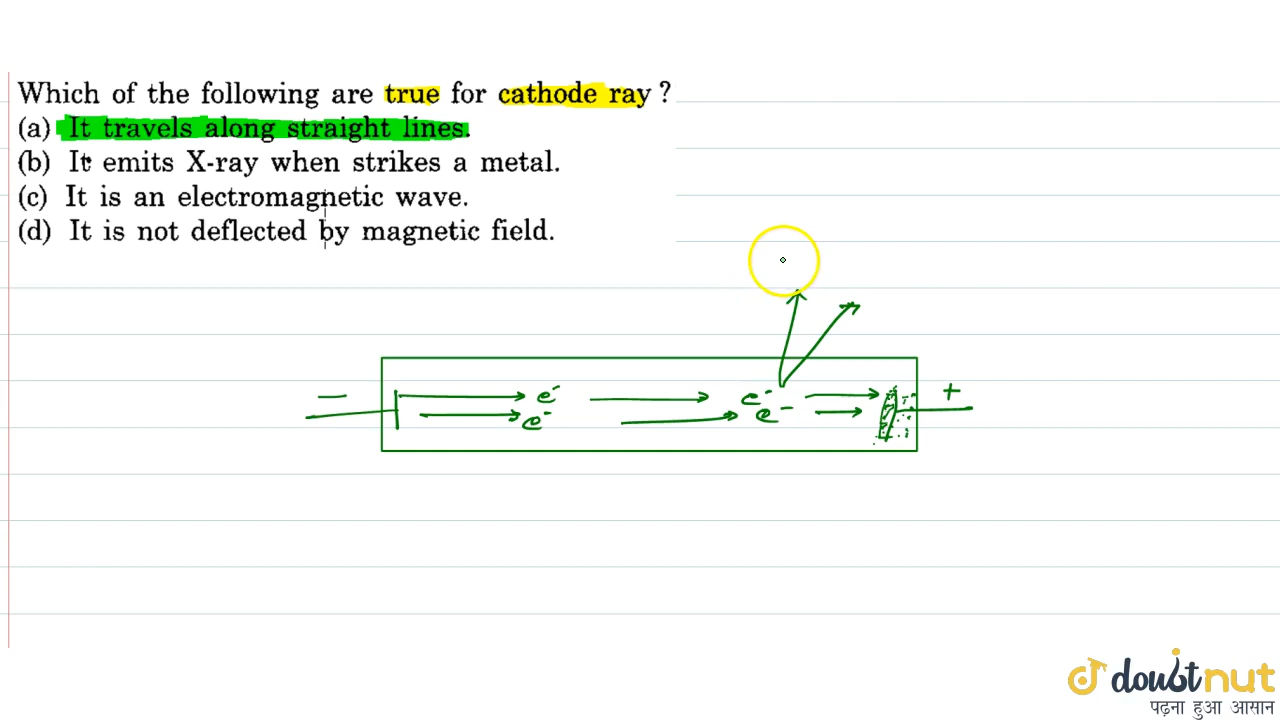 Which of the following are true for cathode ray ?
(a) It travels along straight lines.
(b) It emits X-ray when strikes a metal.
(c) It is an electromagnetic wave.
(d) It is not deflected by magnetic field.
− e⁻ e⁻ +
e⁻ e⁻
doubtnut
पढ़ना हुआ आसान